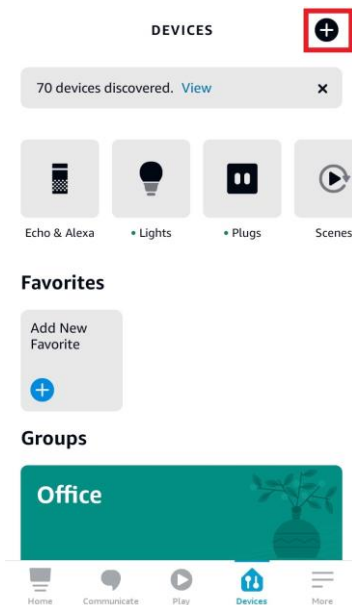 DEVICES
70 devices discovered. View
Echo & Alexa
• Lights
• Plugs
Scenes
Favorites
Add New
Favorite
Groups
Office
Home
Communicate
Play
Devices
More